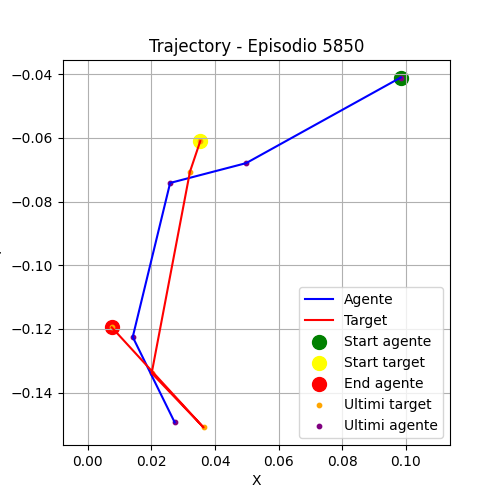 Trajectory - Episodio 5850
−0.04
−0.06
−0.08
−0.10
−0.12
−0.14
0.00 0.02 0.04 0.06 0.08 0.10
X
Agente
Target
Start agente
Start target
End agente
Ultimi target
Ultimi agente